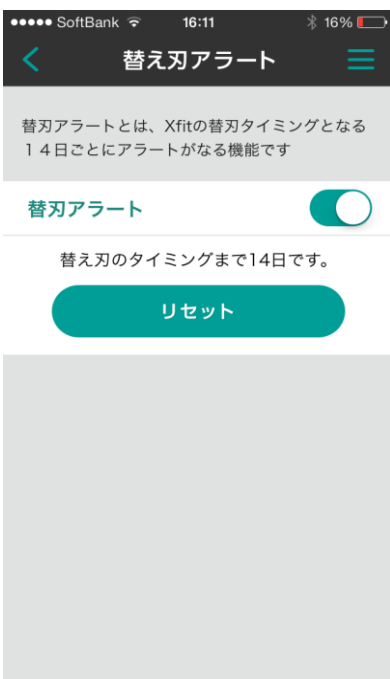 ●●●●● SoftBank 16:11 16%
替え刃アラート
替刃アラートとは、Xfitの替刃タイミングとなる
１４日ごとにアラートがなる機能です
替刃アラート
替え刃のタイミングまで14日です。
リセット